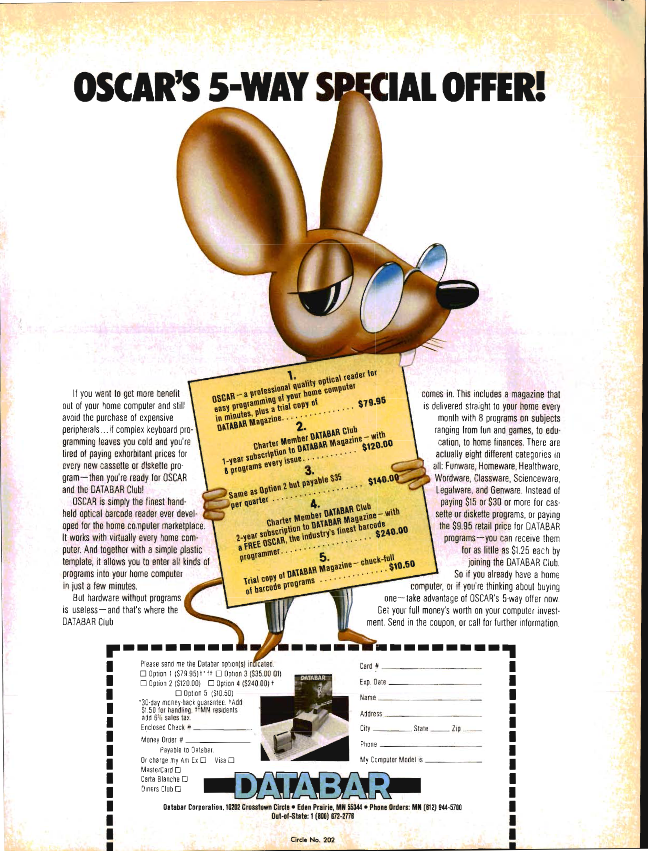 OSCAR'S 5-WAY SPECIAL OFFER!
1.
OSCAR—a professional quality optical reader for
easy programming of your home computer
in minutes, plus a trial copy of
DATABAR Magazine. . . . . . . . . . . . . . $79.95
2.
Charter Member DATABAR Club
1-year subscription to DATABAR Magazine—with
8 programs every issue. . . . . . . . . . . . $120.00
3.
Same as Option 2 but payable $35
per quarter . . . . . . . . . . . . . . . . . . $140.00
4.
Charter Member DATABAR Club
2-year subscription to DATABAR Magazine—with
a FREE OSCAR, the industry's finest barcode
programmer. . . . . . . . . . . . . . . . . . $240.00
5.
Trial copy of DATABAR Magazine—chuck-full
of barcode programs . . . . . . . . . . . . . $10.50
If you want to get more benefit
out of your home computer and still
avoid the purchase of expensive
peripherals...if complex keyboard pro-
gramming leaves you cold and you're
tired of paying exhorbitant prices for
every new cassette or diskette pro-
gram—then you're ready for OSCAR
and the DATABAR Club!
OSCAR is simply the finest hand-
held optical barcode reader ever devel-
oped for the home computer marketplace.
It works with virtually every home com-
puter. And together with a simple plastic
template, it allows you to enter all kinds of
programs into your home computer
in just a few minutes.
But hardware without programs
is useless—and that's where the
DATABAR Club
comes in. This includes a magazine that
is delivered straight to your home every
month with 8 programs on subjects
ranging from fun and games, to edu-
cation, to home finances. There are
actually eight different categories in
all: Funware, Homeware, Healthware,
Wordware, Classware, Scienceware,
Legalware, and Genware. Instead of
paying $15 or $30 or more for cas-
sette or diskette programs, or paying
the $9.95 retail price for DATABAR
programs—you can receive them
for as little as $1.25 each by
joining the DATABAR Club.
So if you already have a home
computer, or if you're thinking about buying
one—take advantage of OSCAR'S 5-way offer now.
Get your full money's worth on your computer invest-
ment. Send in the coupon, or call for further information.
Please send me the Databar option(s) indicated.
☐ Option 1 ($79.95)*†† ☐ Option 3 ($35.00 Q1)
☐ Option 2 ($120.00) ☐ Option 4 ($240.00) †
☐ Option 5 ($10.50)
*30-day money-back guarantee. †Add
$1.50 for handling. ††MN residents
add 6% sales tax.
Enclosed Check #
Money Order #
Payable to Databar.
Or charge my Am Ex ☐ Visa ☐
MasterCard ☐
Carte Blanche ☐
Diners Club ☐
DATABAR
Card #
Exp. Date
Name
Address
City State Zip
Phone
My Computer Model is
DATABAR
Databar Corporation, 10202 Crosstown Circle • Eden Prairie, MN 55344 • Phone Orders: MN (612) 944-5700
Out-of-State: 1 (800) 672-2776
Circle No. 202